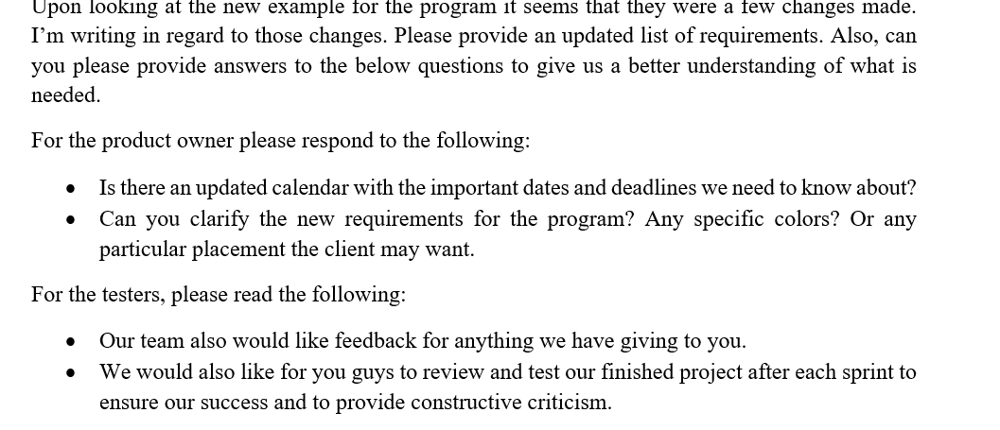 Upon looking at the new example for the program it seems that they were a few changes made.
I’m writing in regard to those changes. Please provide an updated list of requirements. Also, can
you please provide answers to the below questions to give us a better understanding of what is
needed.
For the product owner please respond to the following:
• Is there an updated calendar with the important dates and deadlines we need to know about?
• Can you clarify the new requirements for the program? Any specific colors? Or any
particular placement the client may want.
For the testers, please read the following:
• Our team also would like feedback for anything we have giving to you.
• We would also like for you guys to review and test our finished project after each sprint to
ensure our success and to provide constructive criticism.